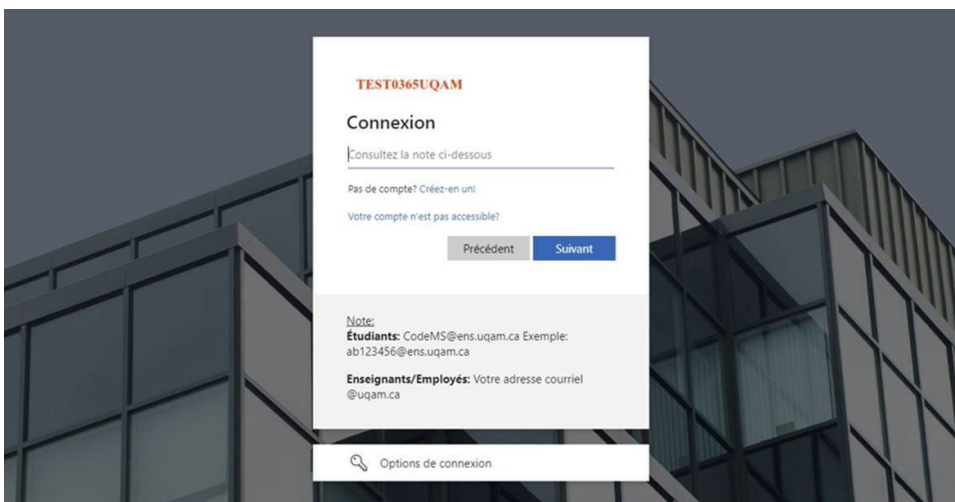 TEST0365UQAM
Connexion
Consultez la note ci-dessous
Pas de compte? Créez-en un!
Votre compte n'est pas accessible?
Précédent
Suivant
Note:
Étudiants: CodeMS@ens.uqam.ca Exemple:
ab123456@ens.uqam.ca
Enseignants/Employés: Votre adresse courriel
@uqam.ca
Options de connexion